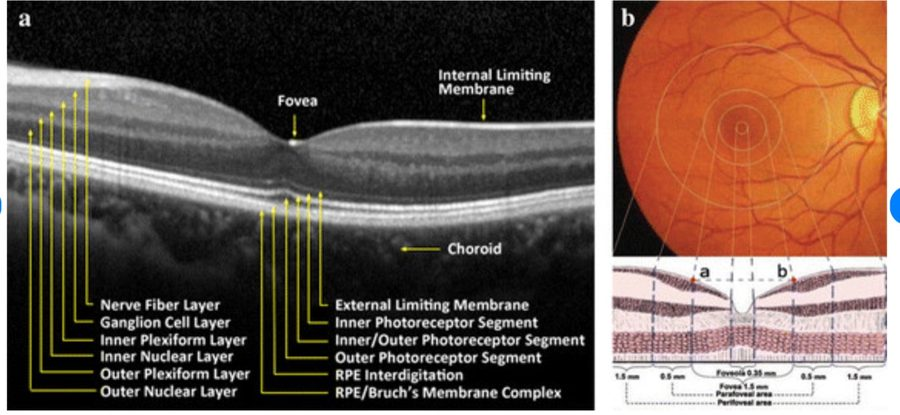 a
Fovea
Internal Limiting
Membrane
Choroid
Nerve Fiber Layer
Ganglion Cell Layer
Inner Plexiform Layer
Inner Nuclear Layer
Outer Plexiform Layer
Outer Nuclear Layer
External Limiting Membrane
Inner Photoreceptor Segment
Inner/Outer Photoreceptor Segment
Outer Photoreceptor Segment
RPE Interdigitation
RPE/Bruch's Membrane Complex
b
a b
Foveola 0.35 mm
1.5 mm 0.5 mm Fovea 1.5 mm 0.5 mm 1.5 mm
Parafoveal area
Perifoveal area